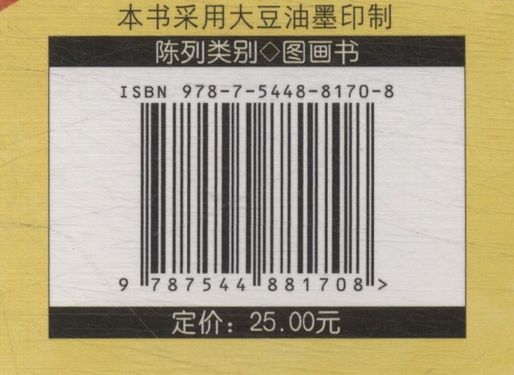 本书采用大豆油墨印制
陈列类别◇图画书
ISBN 978-7-5448-8170-8
9 787544 881708 >
定价：25.00元